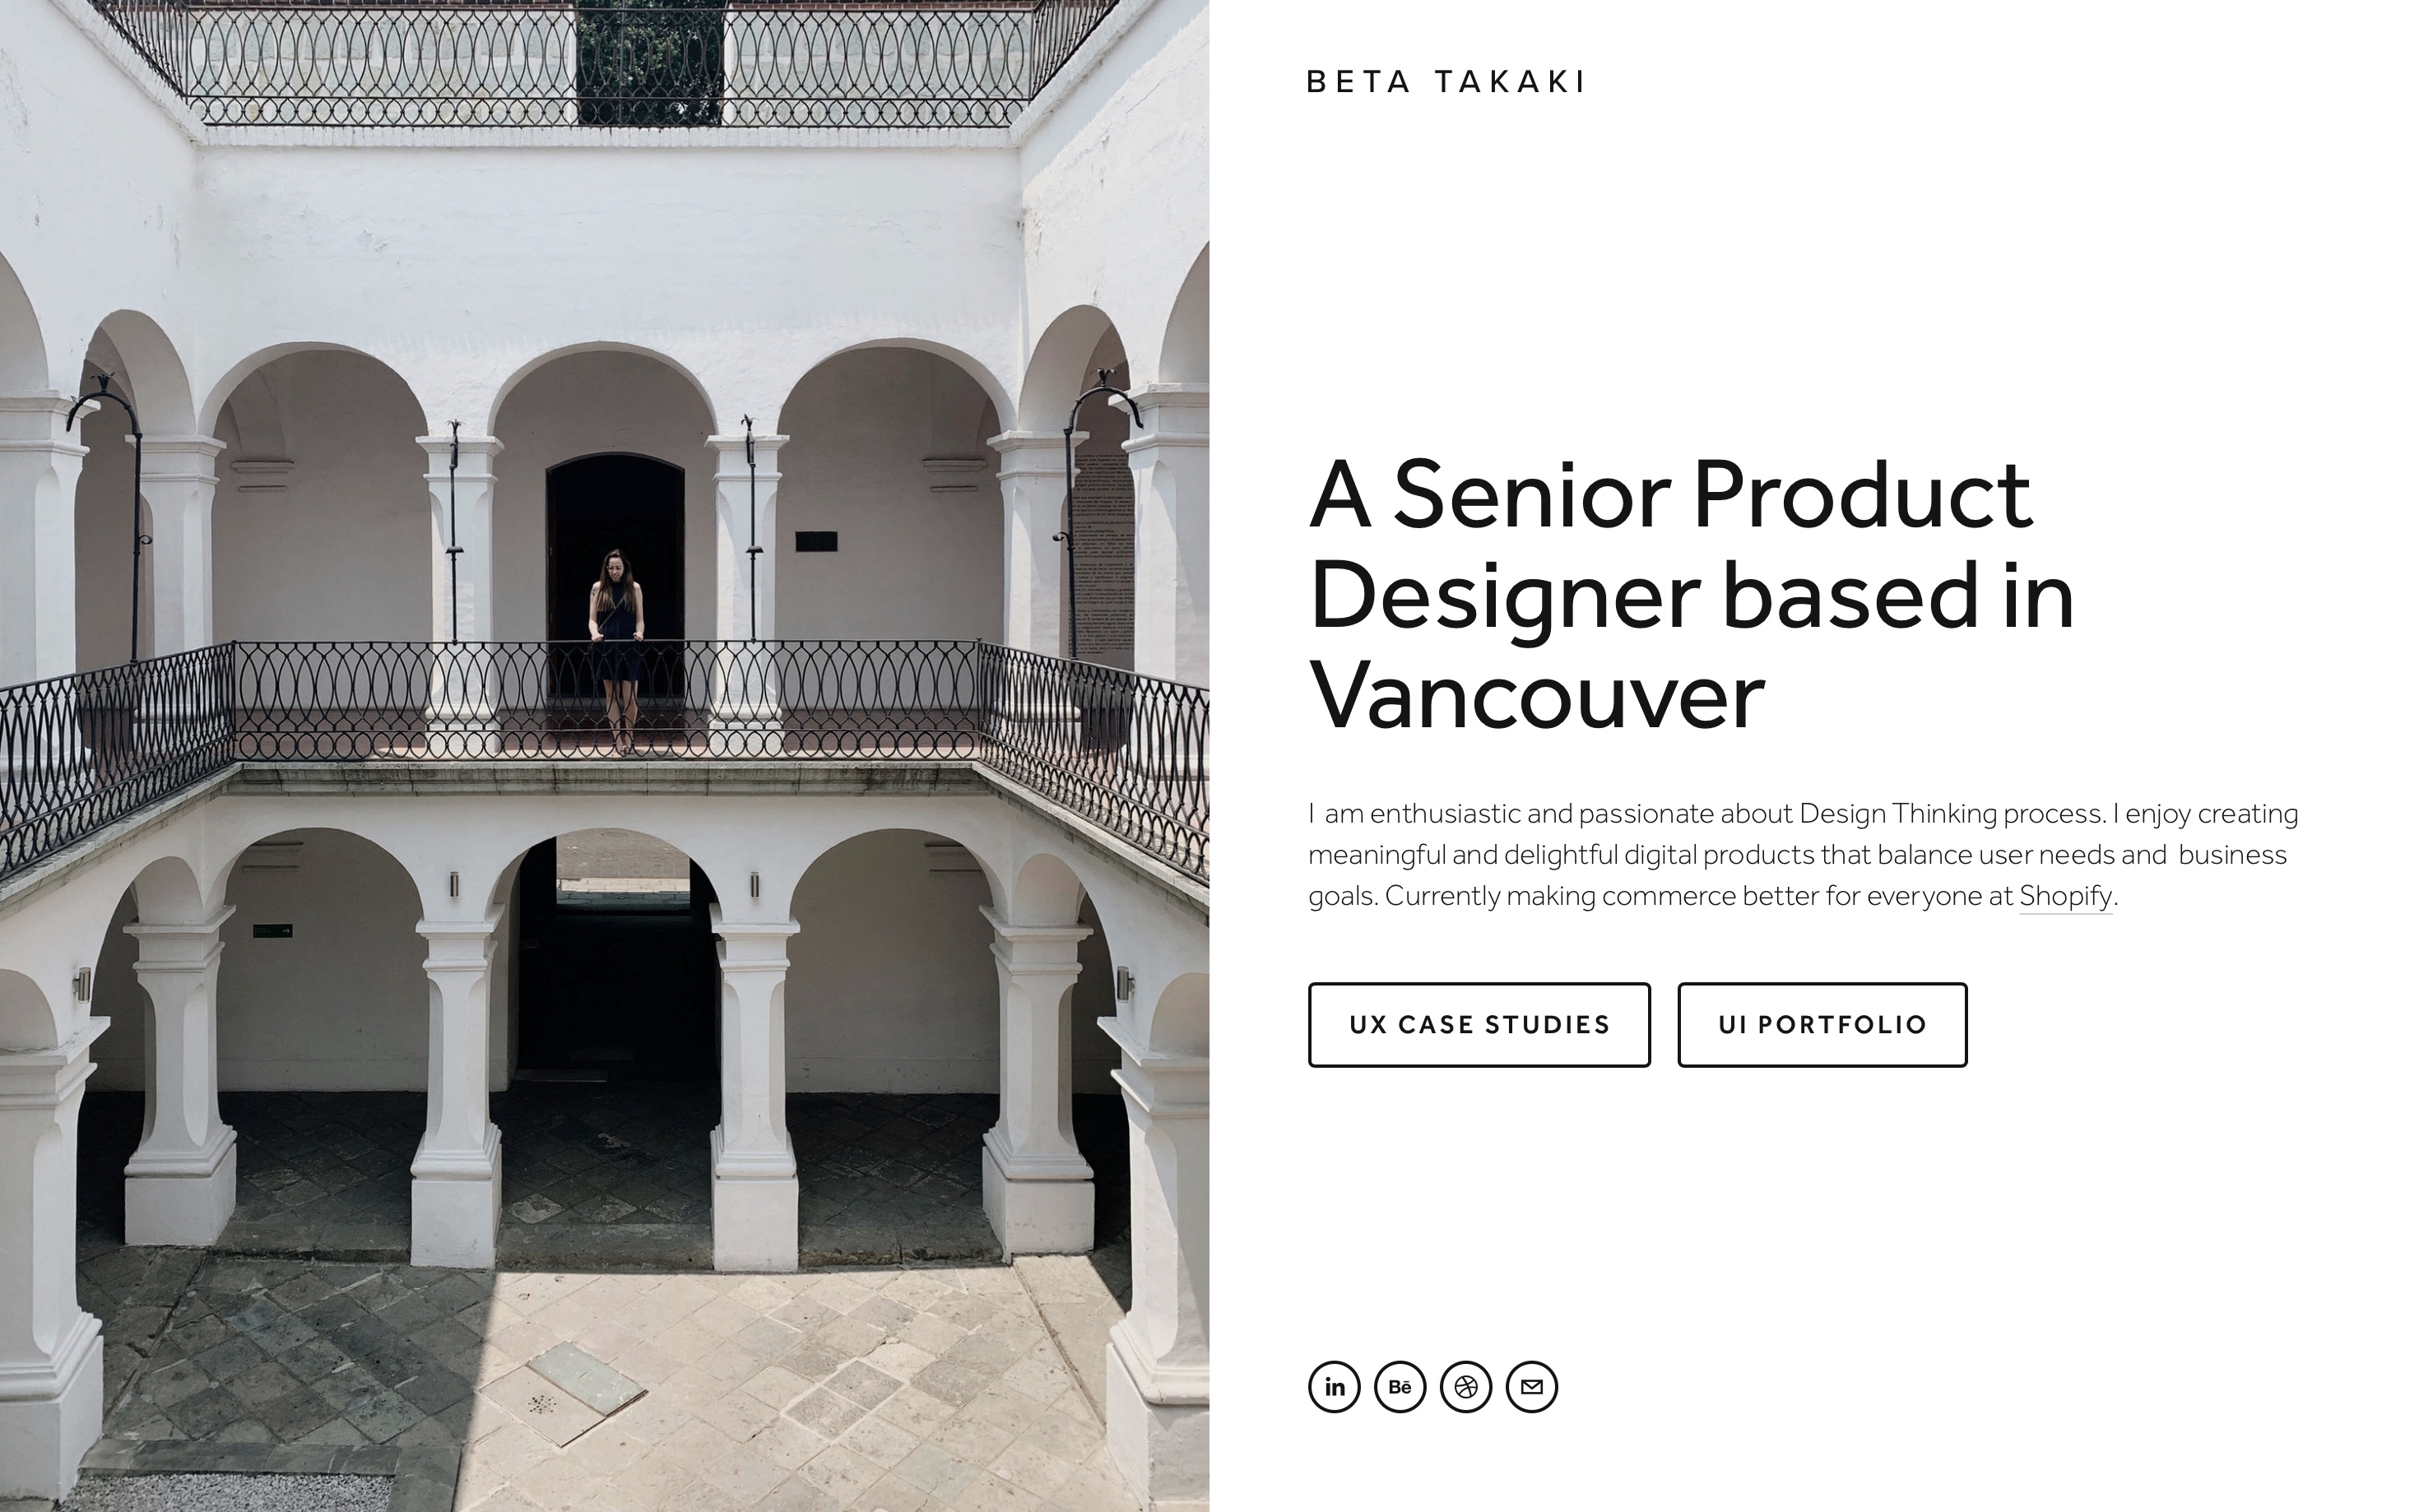 BETA TAKAKI
A Senior Product
Designer based in
Vancouver
I am enthusiastic and passionate about Design Thinking process. I enjoy creating
meaningful and delightful digital products that balance user needs and business
goals. Currently making commerce better for everyone at Shopify.
UX CASE STUDIES
UI PORTFOLIO
in
Bē